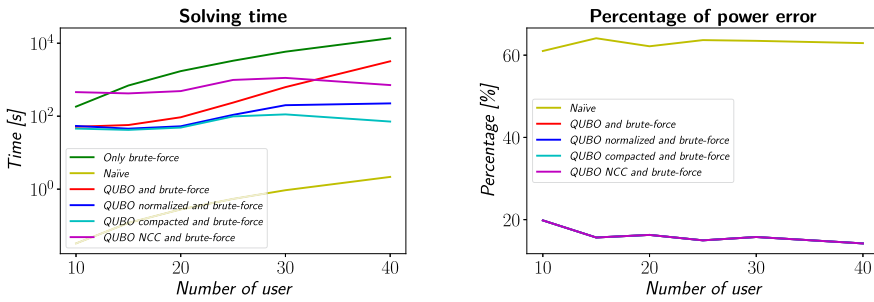 Solving time
Time [s]
10^4
10^2
10^0
Only brute-force
Naïve
QUBO and brute-force
QUBO normalized and brute-force
QUBO compacted and brute-force
QUBO NCC and brute-force
10 20 30 40
Number of user
Percentage of power error
Percentage [%]
60
40
20
Naïve
QUBO and brute-force
QUBO normalized and brute-force
QUBO compacted and brute-force
QUBO NCC and brute-force
10 20 30 40
Number of user